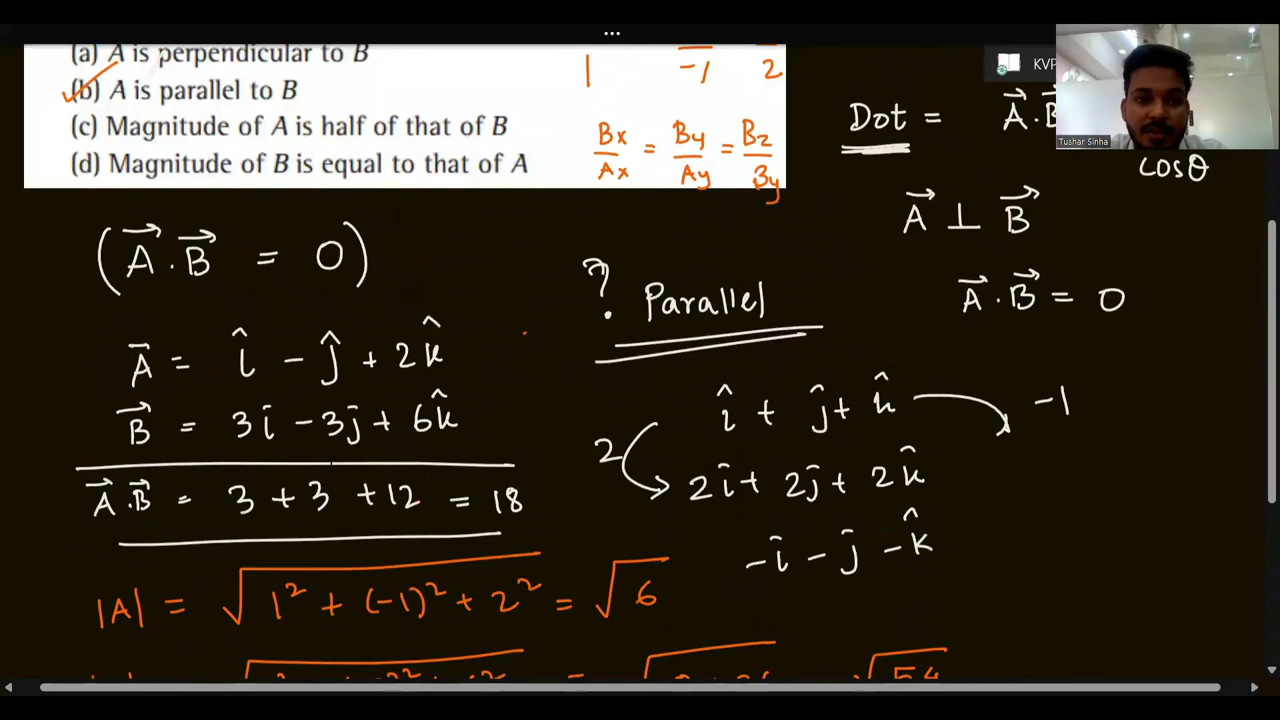 (a) A is perpendicular to B
(b) A is parallel to B
(c) Magnitude of A is half of that of B
(d) Magnitude of B is equal to that of A
1 -1 2
Bx/Ax = By/Ay = Bz/By
KVP
Tushar Sinha
Dot = A⃗.B
cosθ
A⃗ ⊥ B⃗
A⃗.B⃗ = 0
(A⃗.B⃗ = 0)
? Parallel
A⃗ = î - ĵ + 2k̂
B⃗ = 3î - 3ĵ + 6k̂
A⃗.B⃗ = 3 + 3 + 12 = 18
î + ĵ + k̂ -1
2 2î + 2ĵ + 2k̂
-î - ĵ - k̂
|A| = √(1² + (-1)² + 2²) = √6
= √54